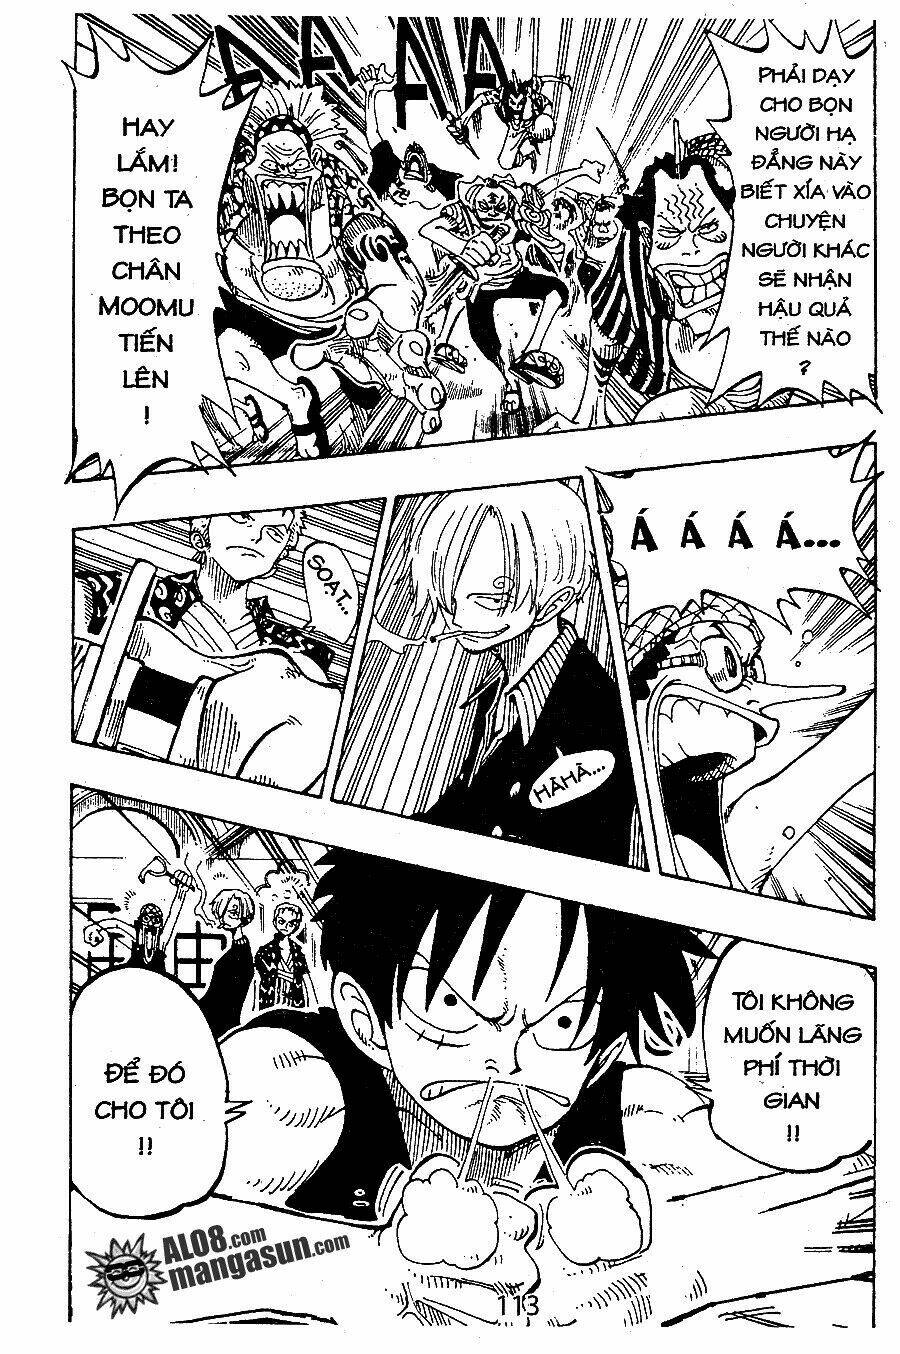 PHẢI DẠY
CHO BỌN
NGƯỜI HẠ
ĐẲNG NÀY
BIẾT XÍA VÀO
CHUYỆN
NGƯỜI KHÁC
SẼ NHẬN
HẬU QUẢ
THẾ NÀO
?
A A A A
HAY
LẮM!
BỌN TA
THEO
CHÂN
MOOMU
TIẾN
LÊN
!
Á Á Á Á...
HÀHÀ...
SOẠT..
TÔI KHÔNG
MUỐN LÃNG
PHÍ THỜI
GIAN
!!
ĐỂ ĐÓ
CHO TÔI
!!
ALO8.com
mangasun.com
113